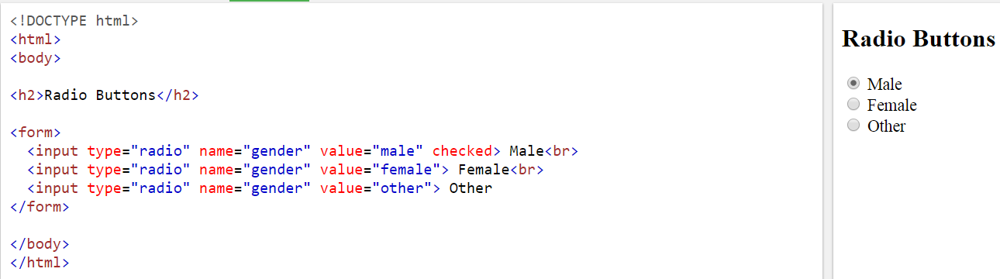 <!DOCTYPE html>
<html>
<body>
<h2>Radio Buttons</h2>
<form>
  <input type="radio" name="gender" value="male" checked> Male<br>
  <input type="radio" name="gender" value="female"> Female<br>
  <input type="radio" name="gender" value="other"> Other
</form>
</body>
</html>
Radio Buttons
Male
Female
Other